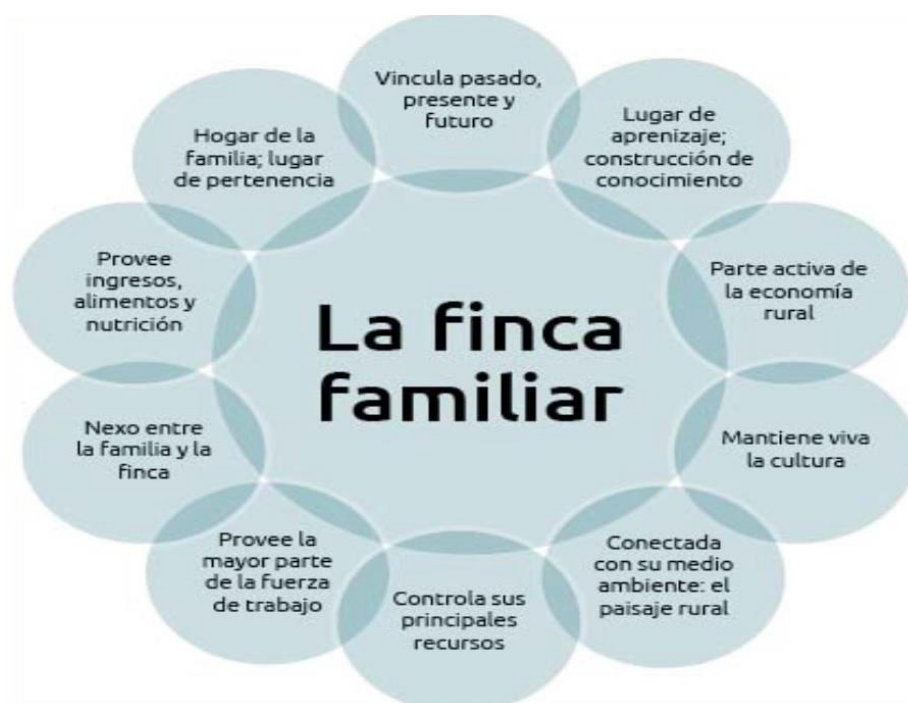 Vincula pasado,
presente y
futuro
Lugar de
aprenizaje;
construcción de
conocimiento
Parte activa de
la economía
rural
Mantiene viva
la cultura
Conectada
con su medio
ambiente: el
paisaje rural
Controla sus
principales
recursos
Provee la
mayor parte
de la fuerza
de trabajo
Nexo entre
la familia y la
finca
Provee
ingresos,
alimentos y
nutrición
Hogar de la
familia; lugar
de pertenencia
La finca
familiar